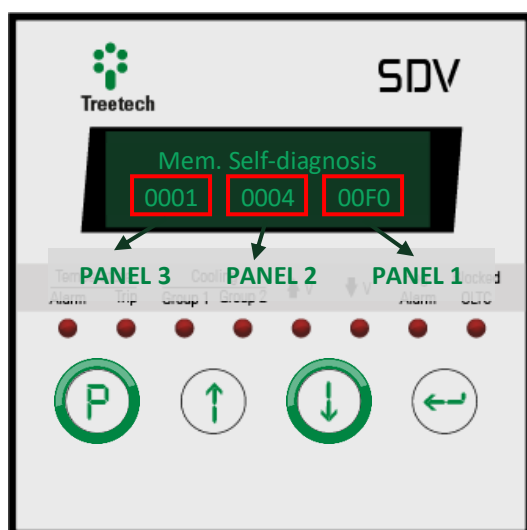 Treetech
SDV
Mem. Self-diagnosis
0001 0004 00F0
PANEL 3 PANEL 2 PANEL 1
Alarm Trip Group 1 Group 2 V V Alarm OLTC
P